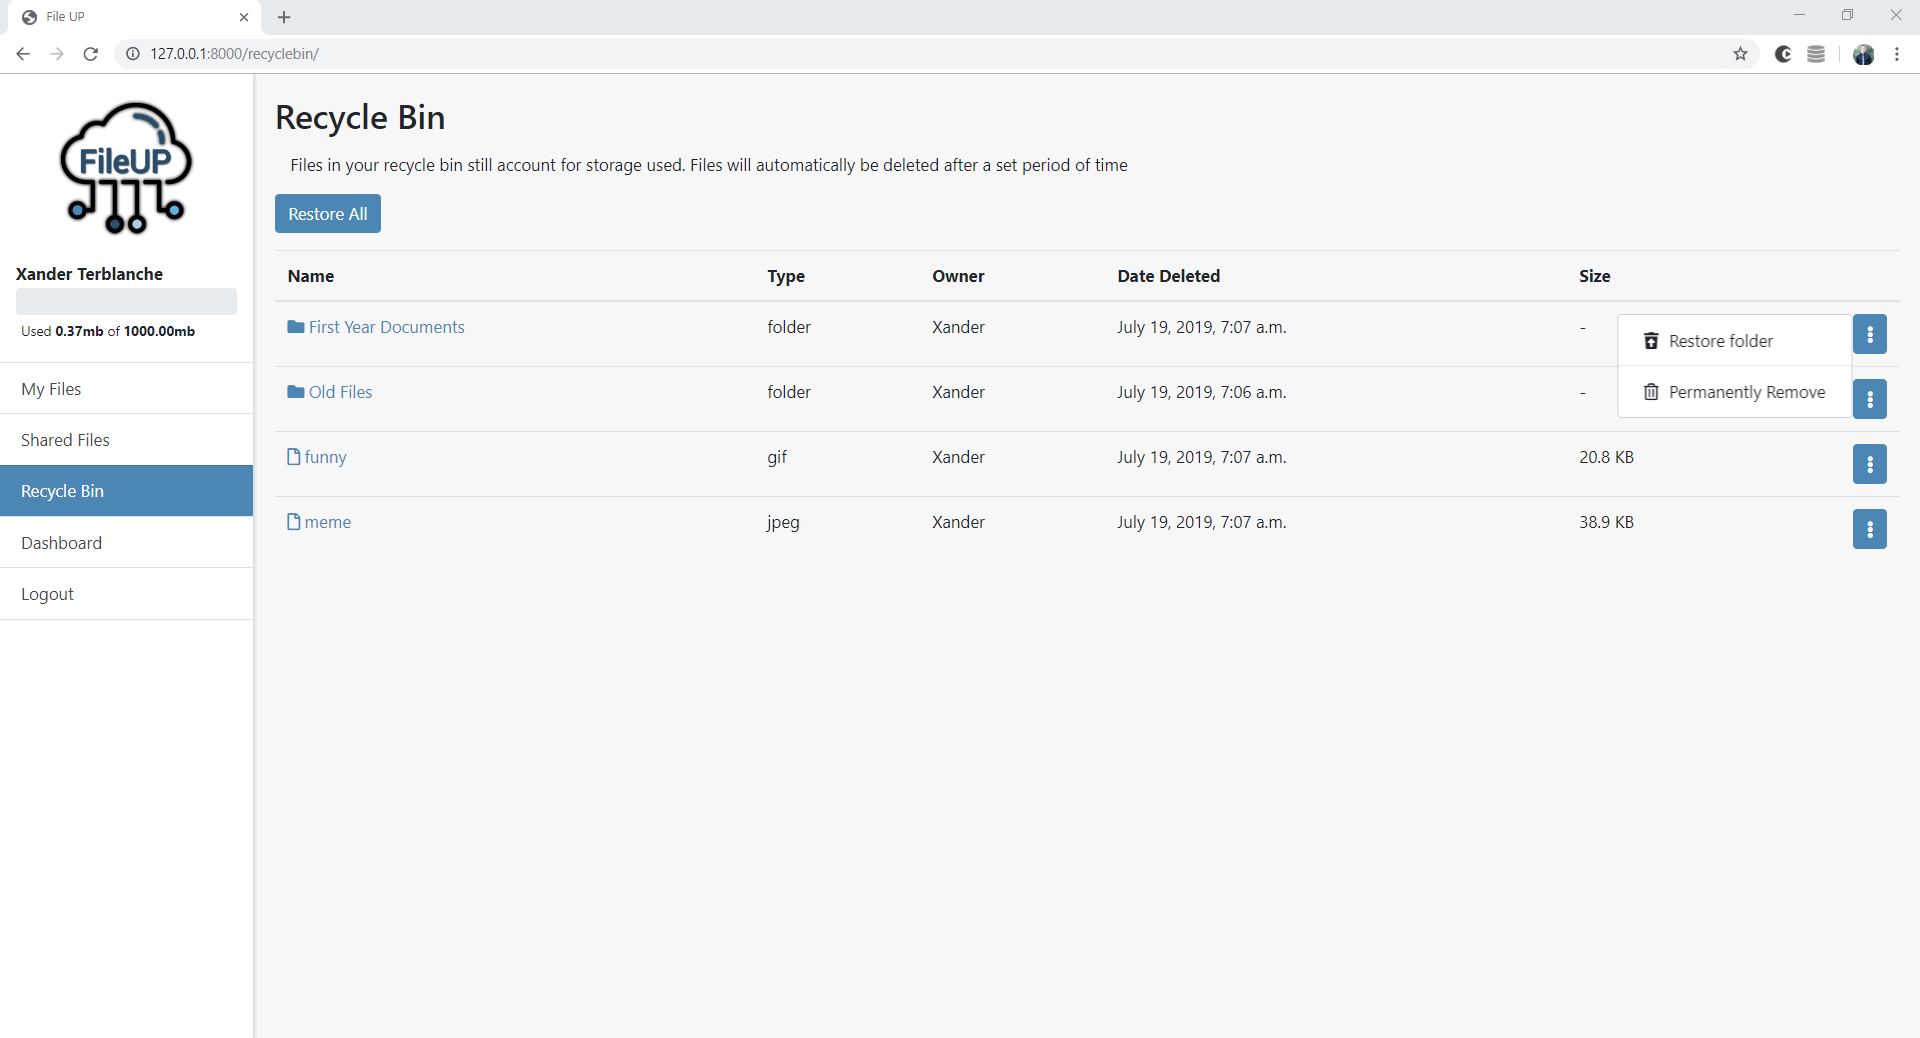 File UP
127.0.0.1:8000/recyclebin/
FileUP
Xander Terblanche
Used 0.37mb of 1000.00mb
My Files
Shared Files
Recycle Bin
Dashboard
Logout
Recycle Bin
Files in your recycle bin still account for storage used. Files will automatically be deleted after a set period of time
Restore All
Name Type Owner Date Deleted Size
First Year Documents folder Xander July 19, 2019, 7:07 a.m. -
Restore folder
Old Files folder Xander July 19, 2019, 7:06 a.m. -
Permanently Remove
funny gif Xander July 19, 2019, 7:07 a.m. 20.8 KB
meme jpeg Xander July 19, 2019, 7:07 a.m. 38.9 KB